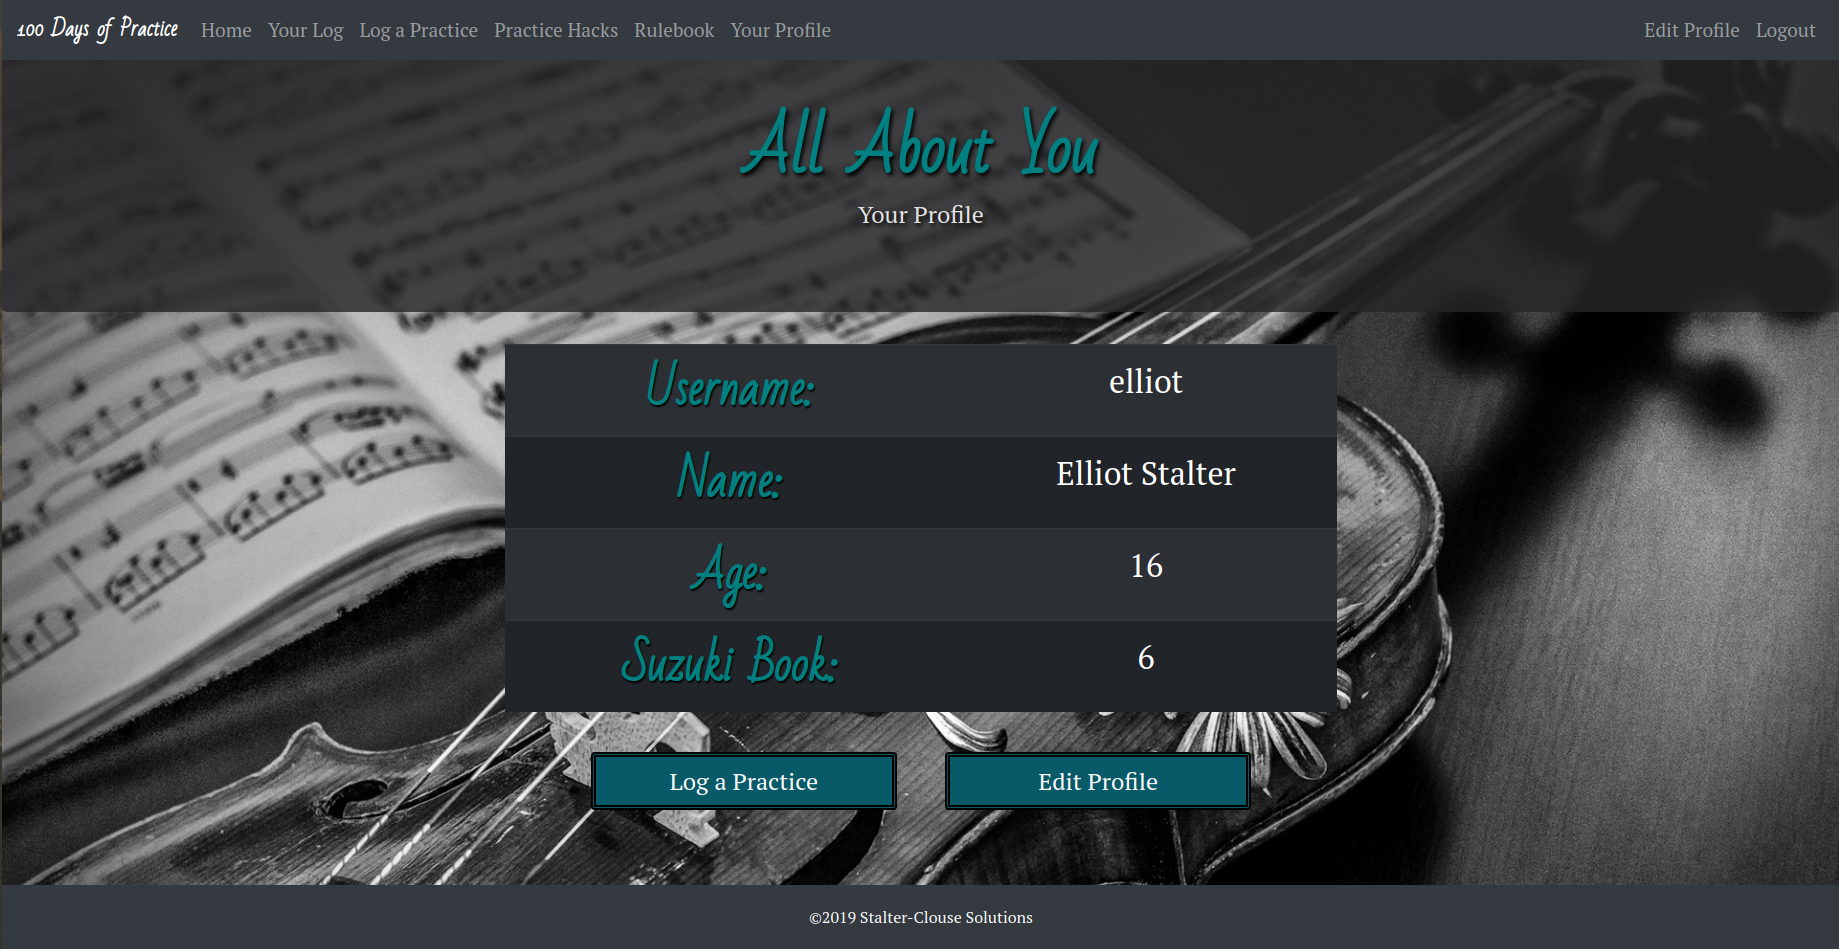 100 Days of Practice Home Your Log Log a Practice Practice Hacks Rulebook Your Profile Edit Profile Logout
All About You
Your Profile
Username: elliot
Name: Elliot Stalter
Age: 16
Suzuki Book: 6
Log a Practice Edit Profile
©2019 Stalter-Clouse Solutions